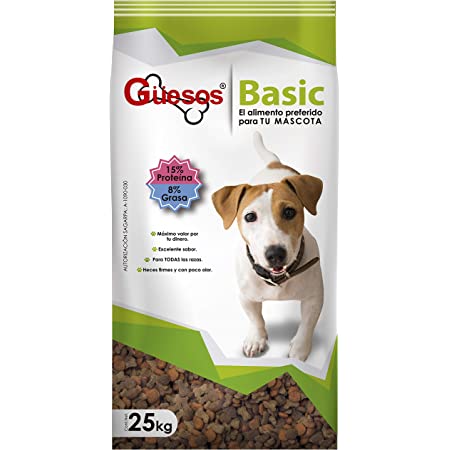 Güesos®
Basic
El alimento preferido
para TU MASCOTA
15%
Proteína
8%
Grasa
Máximo valor por
tu dinero.
Excelente sabor.
Para TODAS las razas.
Heces firmes y con poco olor.
25kg